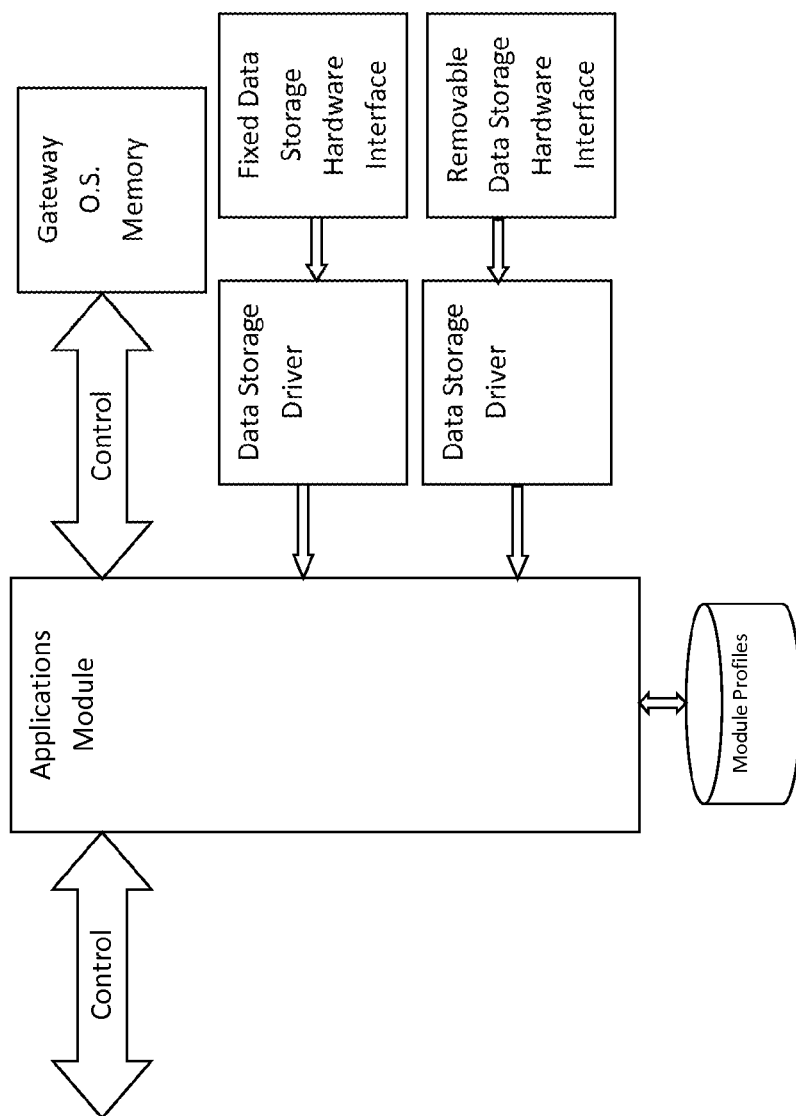 Gateway
O.S.
Memory
Fixed Data
Storage
Hardware
Interface
Removable
Data Storage
Hardware
Interface
Control
Data Storage
Driver
Data Storage
Driver
Applications
Module
Module Profiles
Control